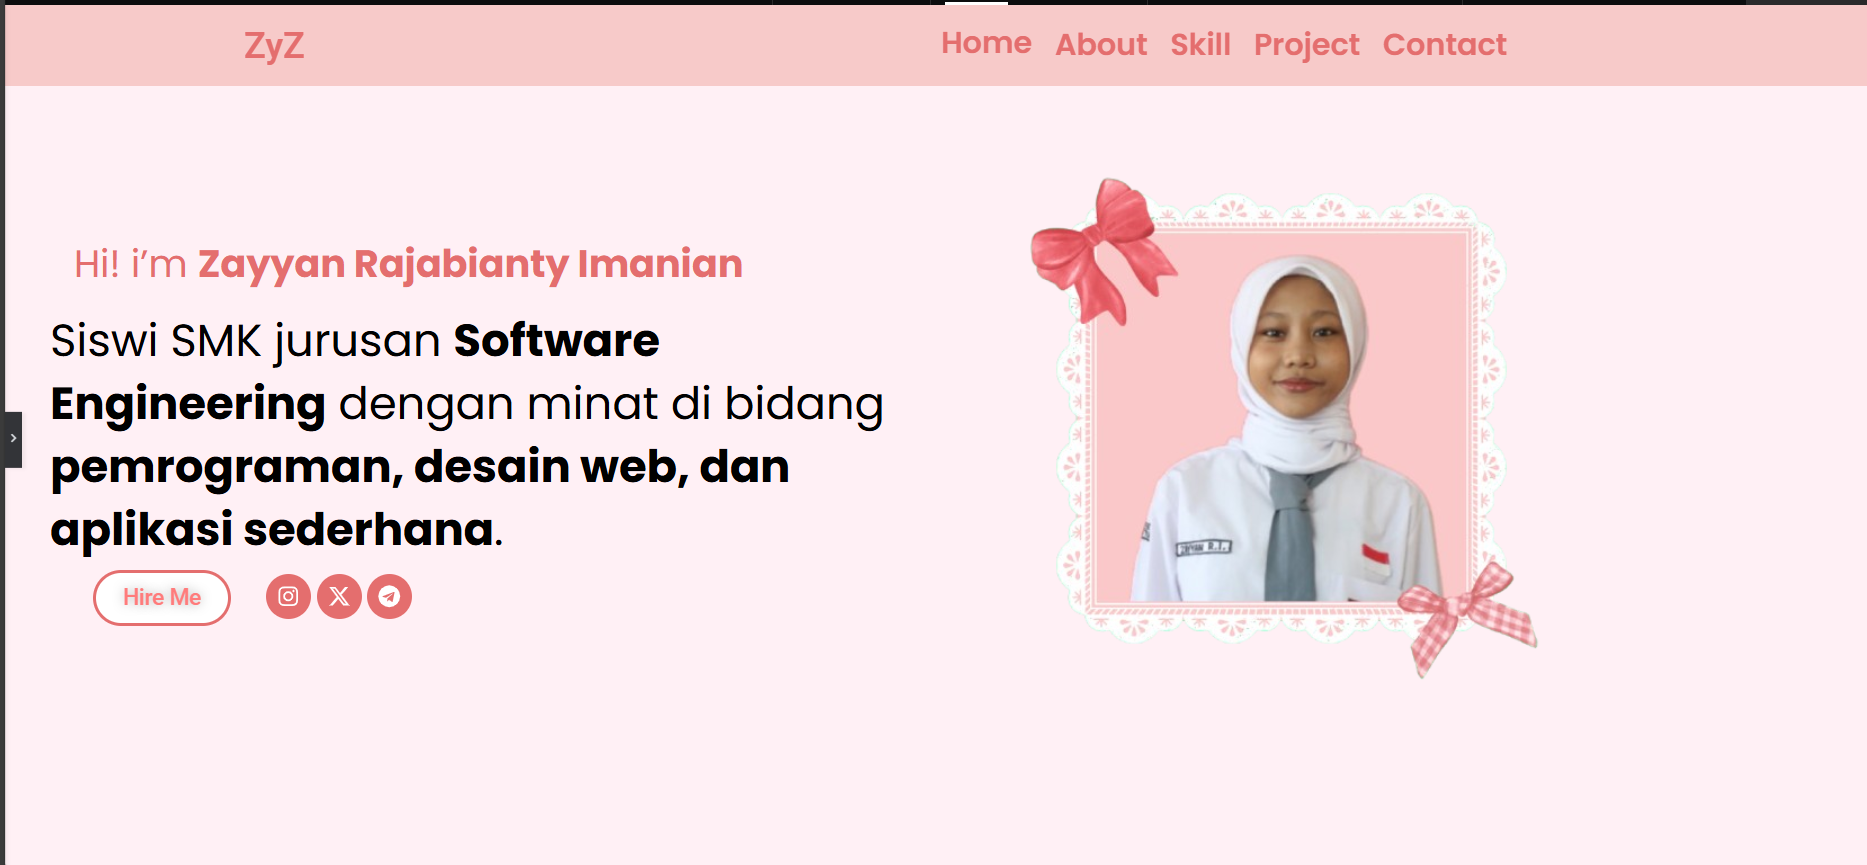 ZyZ
Home About Skill Project Contact
Hi! i’m Zayyan Rajabianty Imanian
Siswi SMK jurusan Software
Engineering dengan minat di bidang
pemrograman, desain web, dan
aplikasi sederhana.
Hire Me